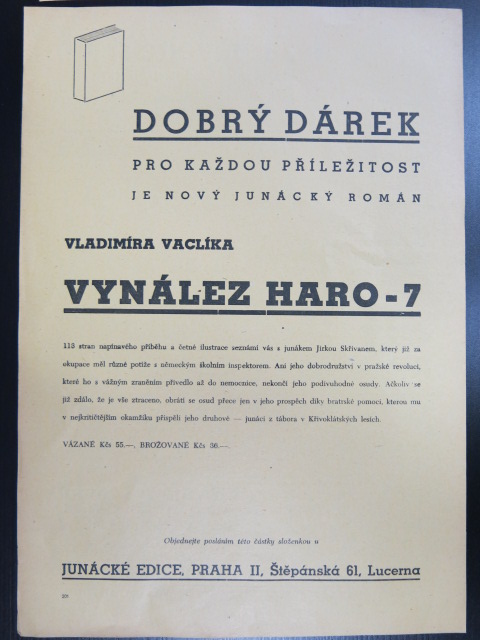 DOBRÝ DÁREK
PRO KAŽDOU PŘÍLEŽITOST
JE NOVÝ JUNÁCKÝ ROMÁN
VLADIMÍRA VACLÍKA
VYNÁLEZ HARO-7
113 stran napínavého příběhu a četné ilustrace seznámí vás s junákem Jirkou Skřivanem, který již za
okupace měl různé potíže s německým školním inspektorem. Ani jeho dobrodružství v pražské revoluci,
které ho s vážným zraněním přivedlo až do nemocnice, nekončí jeho podivuhodné osudy. Ačkoliv se
již zdálo, že je vše ztraceno, obrátí se osud přece jen v jeho prospěch díky bratrské pomoci, kterou mu
v nejkritičtějším okamžiku přispěli jeho druhové — junáci z tábora v Křivoklátských lesích.
VÁZANÉ Kčs 55.—, BROŽOVANÉ Kčs 36.—.
Objednejte posláním této částky složenkou u
JUNÁCKÉ EDICE, PRAHA II, Štěpánská 61, Lucerna